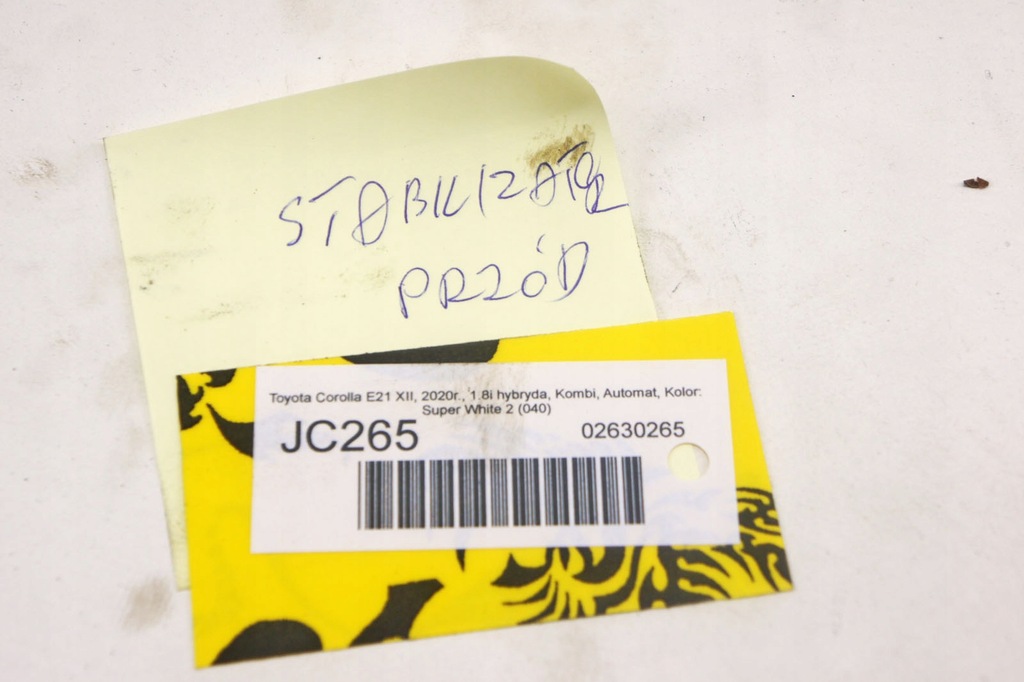 STABILIZATOR
PRZÓD
Toyota Corolla E21 XII, 2020r., 1.8i hybryda, Kombi, Automat, Kolor:
Super White 2 (040)
JC265
02630265